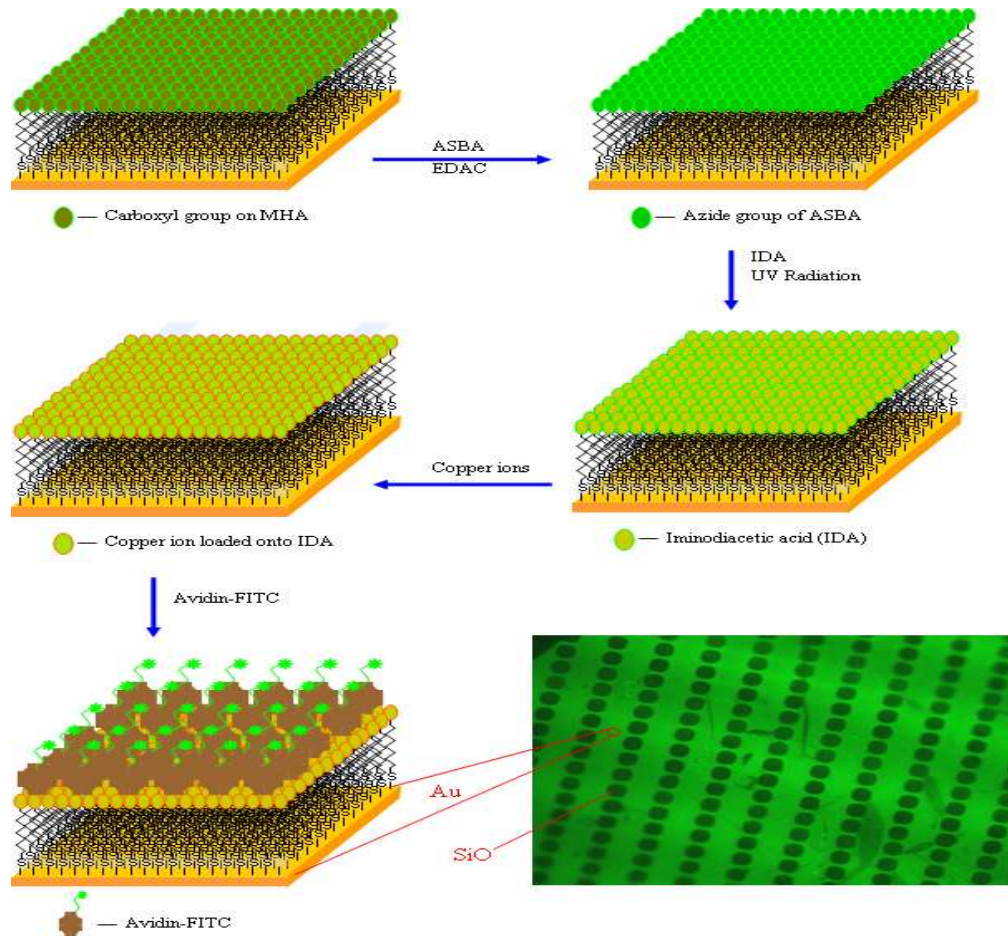 ASBA
EDAC
— Carboxyl group on MHA
— Azide group of ASBA
IDA
UV Radiation
Copper ions
— Copper ion loaded onto IDA
— Iminodiacetic acid (IDA)
Avidin-FITC
Au
SiO
— Avidin-FITC